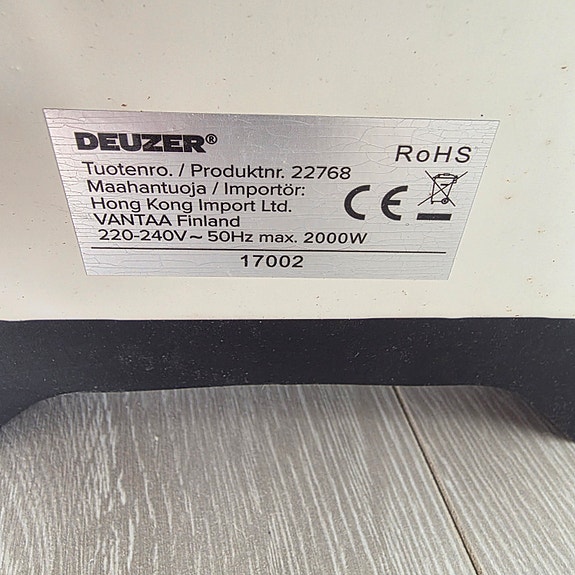 DEUZER®
RoHS
Tuotenro. / Produktnr. 22768
Maahantuoja / Importör:
Hong Kong Import Ltd.
VANTAA Finland
220-240V~ 50Hz max. 2000W
CE
17002